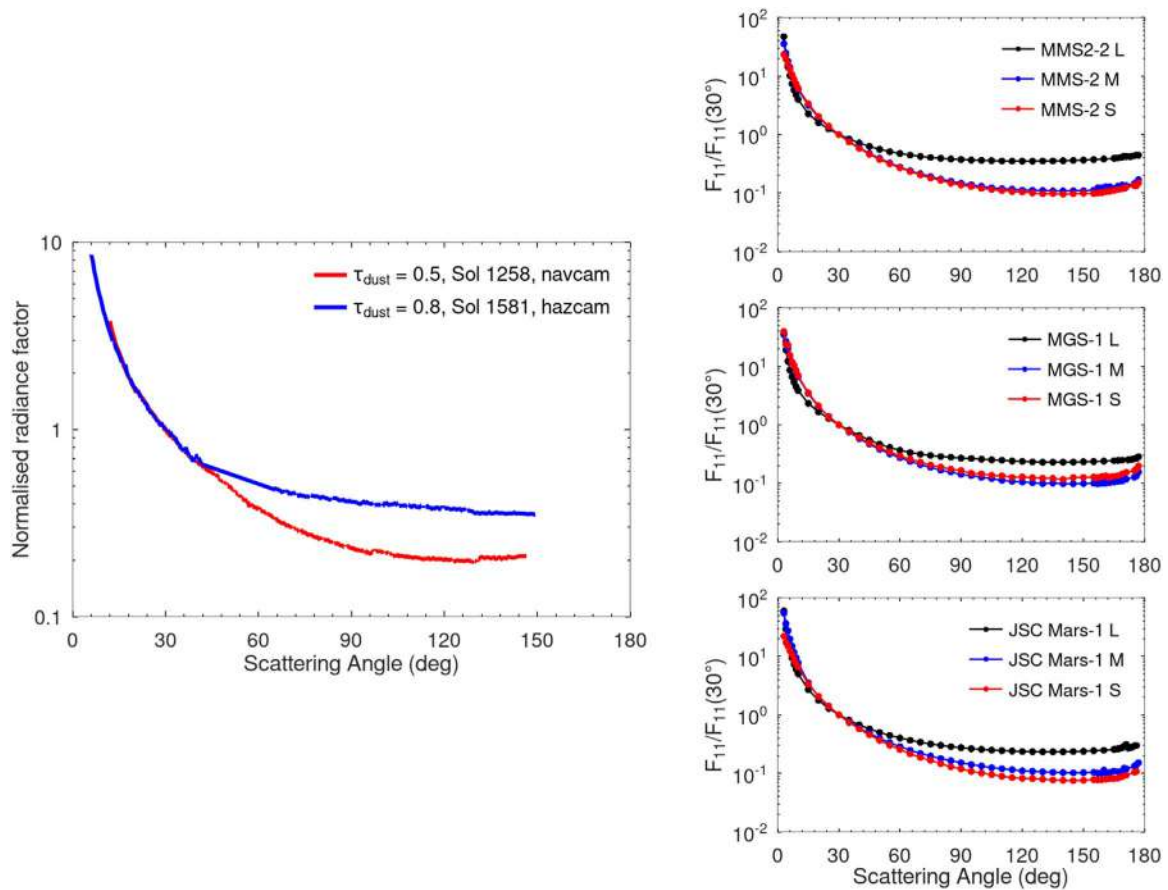 10
1
0.1
0 30 60 90 120 150 180
Normalised radiance factor
Scattering Angle (deg)
τdust = 0.5, Sol 1258, navcam
τdust = 0.8, Sol 1581, hazcam
10²
10¹
10⁰
10⁻¹
10⁻²
F₁₁/F₁₁(30°)
MMS2-2 L
MMS-2 M
MMS-2 S
0 30 60 90 120 150 180
10²
10¹
10⁰
10⁻¹
10⁻²
F₁₁/F₁₁(30°)
MGS-1 L
MGS-1 M
MGS-1 S
0 30 60 90 120 150 180
10²
10¹
10⁰
10⁻¹
10⁻²
F₁₁/F₁₁(30°)
JSC Mars-1 L
JSC Mars-1 M
JSC Mars-1 S
0 30 60 90 120 150 180
Scattering Angle (deg)